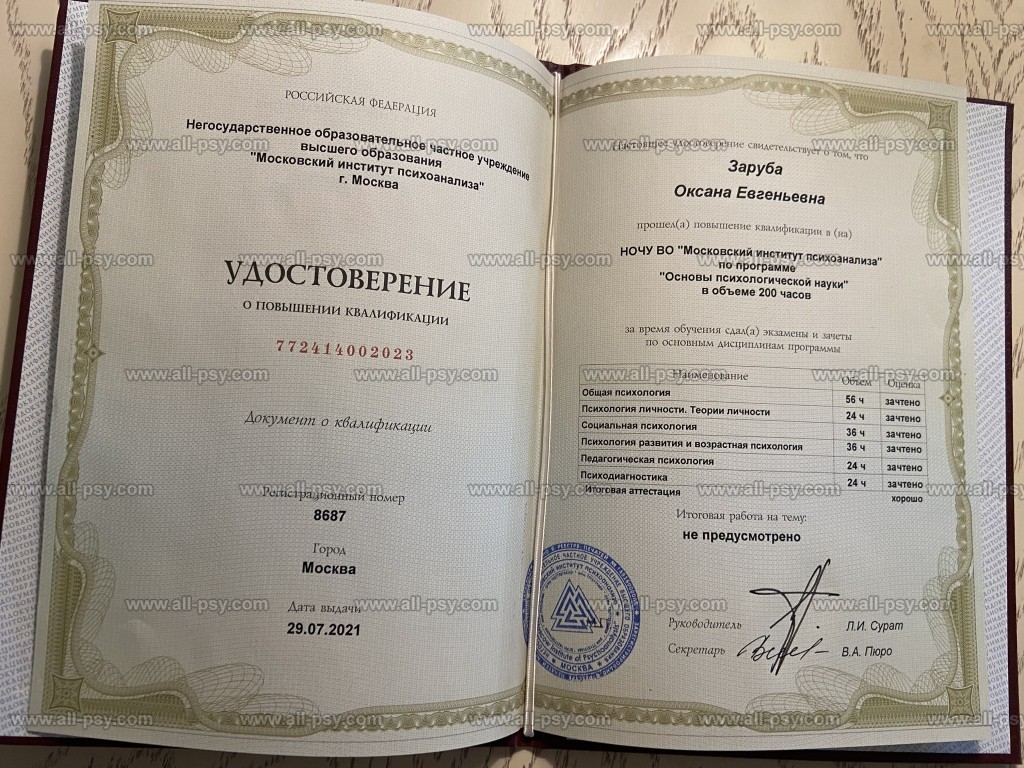 РОССИЙСКАЯ ФЕДЕРАЦИЯ
Негосударственное образовательное частное учреждение
высшего образования
"Московский институт психоанализа"
г. Москва
УДОСТОВЕРЕНИЕ
О ПОВЫШЕНИИ КВАЛИФИКАЦИИ
772414002023
Документ о квалификации
Регистрационный номер
8687
Город
Москва
Дата выдачи
29.07.2021
Настоящее удостоверение свидетельствует о том, что
Заруба
Оксана Евгеньевна
прошел(а) повышение квалификации в (на)
НОЧУ ВО "Московский институт психоанализа"
по программе
"Основы психологической науки"
в объеме 200 часов
за время обучения сдал(а) экзамены и зачеты
по основным дисциплинам программы
Наименование Объем Оценка
Общая психология 56 ч зачтено
Психология личности. Теории личности 24 ч зачтено
Социальная психология 36 ч зачтено
Психология развития и возрастная психология 36 ч зачтено
Педагогическая психология 24 ч зачтено
Психодиагностика 24 ч зачтено
Итоговая аттестация хорошо
Итоговая работа на тему:
не предусмотрено
Руководитель Л.И. Сурат
Секретарь В.А. Пюро
Institute of Psychoanalysis
МОСКВА
www.all-psy.com